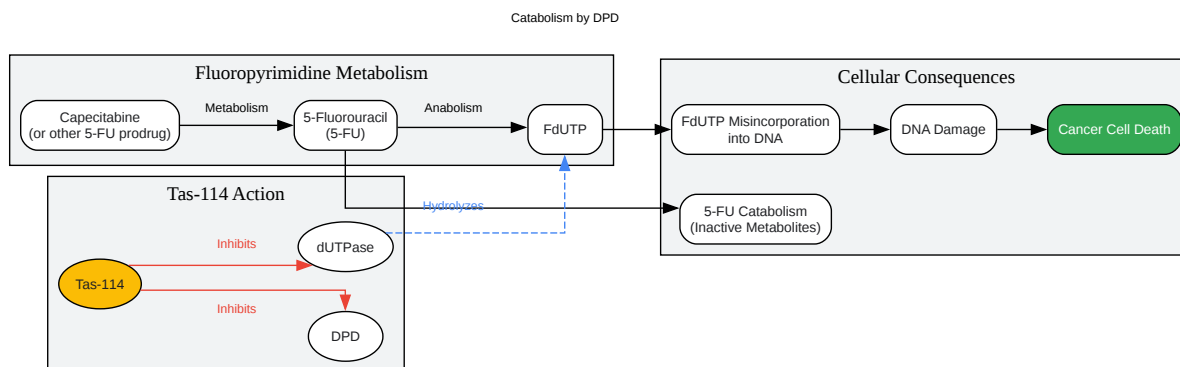 Catabolism by DPD
Fluoropyrimidine Metabolism
Capecitabine
(or other 5-FU prodrug)
Metabolism
5-Fluorouracil
(5-FU)
Anabolism
FdUTP
Cellular Consequences
FdUTP Misincorporation
into DNA
DNA Damage
Cancer Cell Death
5-FU Catabolism
(Inactive Metabolites)
Tas-114 Action
Hydrolyzes
Inhibits
dUTPase
Tas-114
Inhibits
DPD